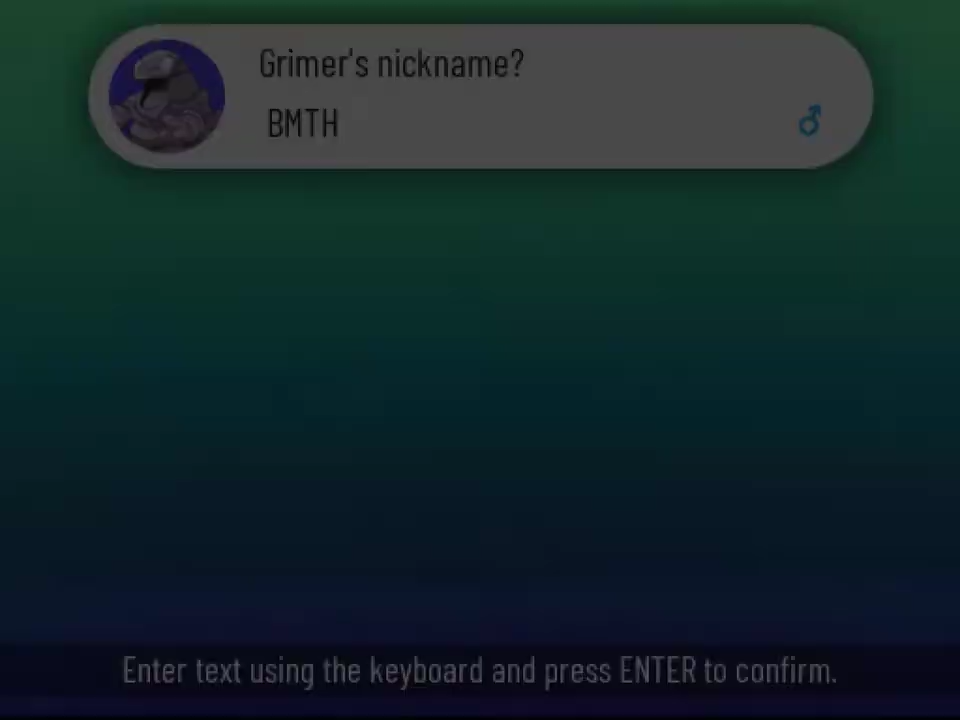 Grimer's nickname?
BMTH
♂
Enter text using the keyboard and press ENTER to confirm.